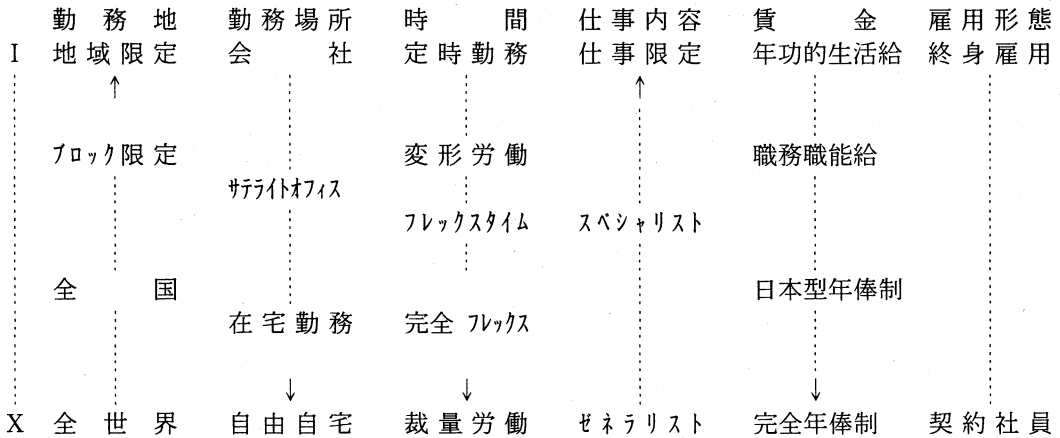 勤務地 勤務場所 時間 仕事内容 賃金 雇用形態
I 地域限定 会社 定時勤務 仕事限定 年功的生活給 終身雇用
ブロック限定 変形労働 職務職能給
サテライトオフィス
フレックスタイム スペシャリスト
全国 日本型年俸制
在宅勤務 完全フレックス
X 全世界 自由自宅 裁量労働 ゼネラリスト 完全年俸制 契約社員